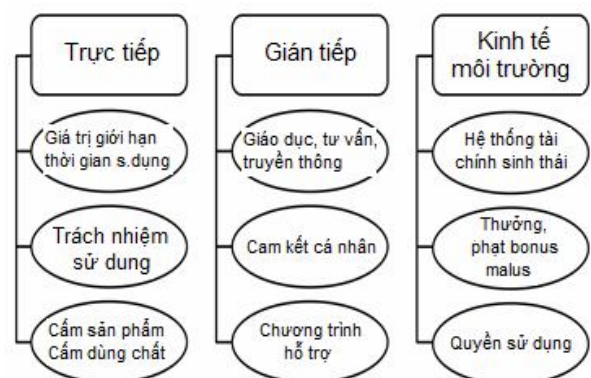 Trực tiếp
Giá trị giới hạn
thời gian s.dụng
Trách nhiệm
sử dung
Cấm sản phẩm
Cấm dùng chất
Gián tiếp
Giáo dục, tư vấn,
truyền thông
Cam kết cá nhân
Chương trình
hỗ trợ
Kinh tế
môi trường
Hệ thống tài
chính sinh thái
Thưởng,
phạt bonus
malus
Quyền sử dụng